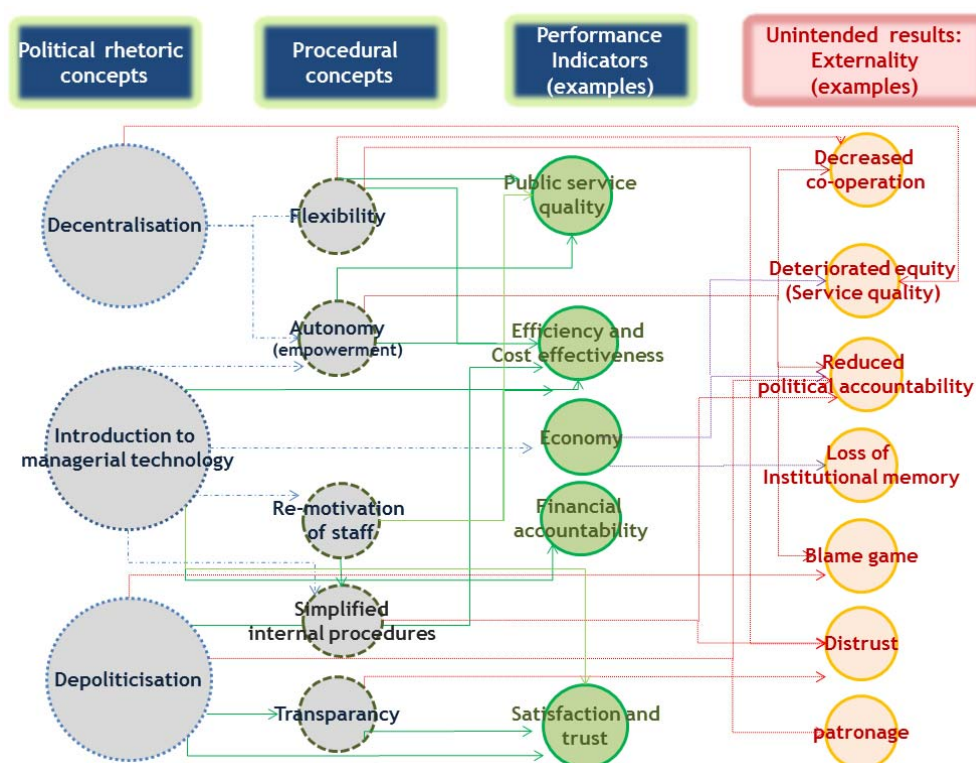 Political rhetoric
concepts
Procedural
concepts
Performance
Indicators
(examples)
Unintended results:
Externality
(examples)
Decentralisation
Introduction to
managerial technology
Depoliticisation
Flexibility
Autonomy
(empowerment)
Re-motivation
of staff
Simplified
internal procedures
Transparancy
Public service
quality
Efficiency and
Cost effectiveness
Economy
Financial
accountability
Satisfaction and
trust
Decreased
co-operation
Deteriorated equity
(Service quality)
Reduced
political accountability
Loss of
Institutional memory
Blame game
Distrust
patronage